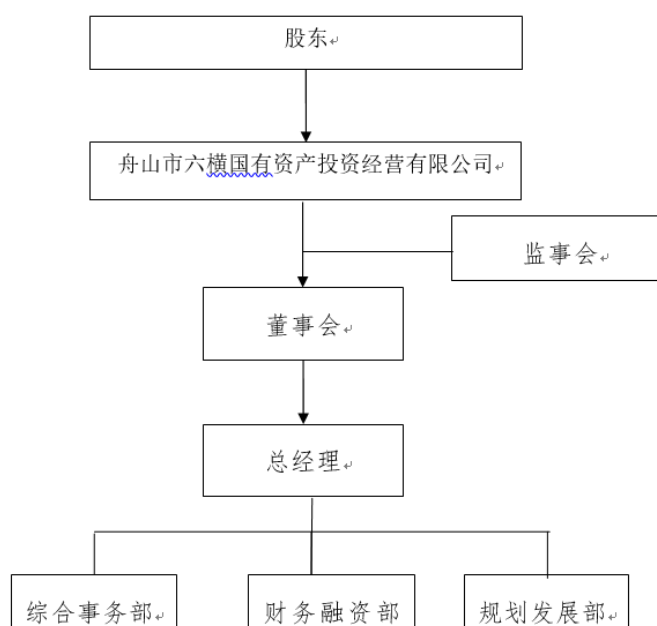 股东
舟山市六横国有资产投资经营有限公司
监事会
董事会
总经理
综合事务部
财务融资部
规划发展部